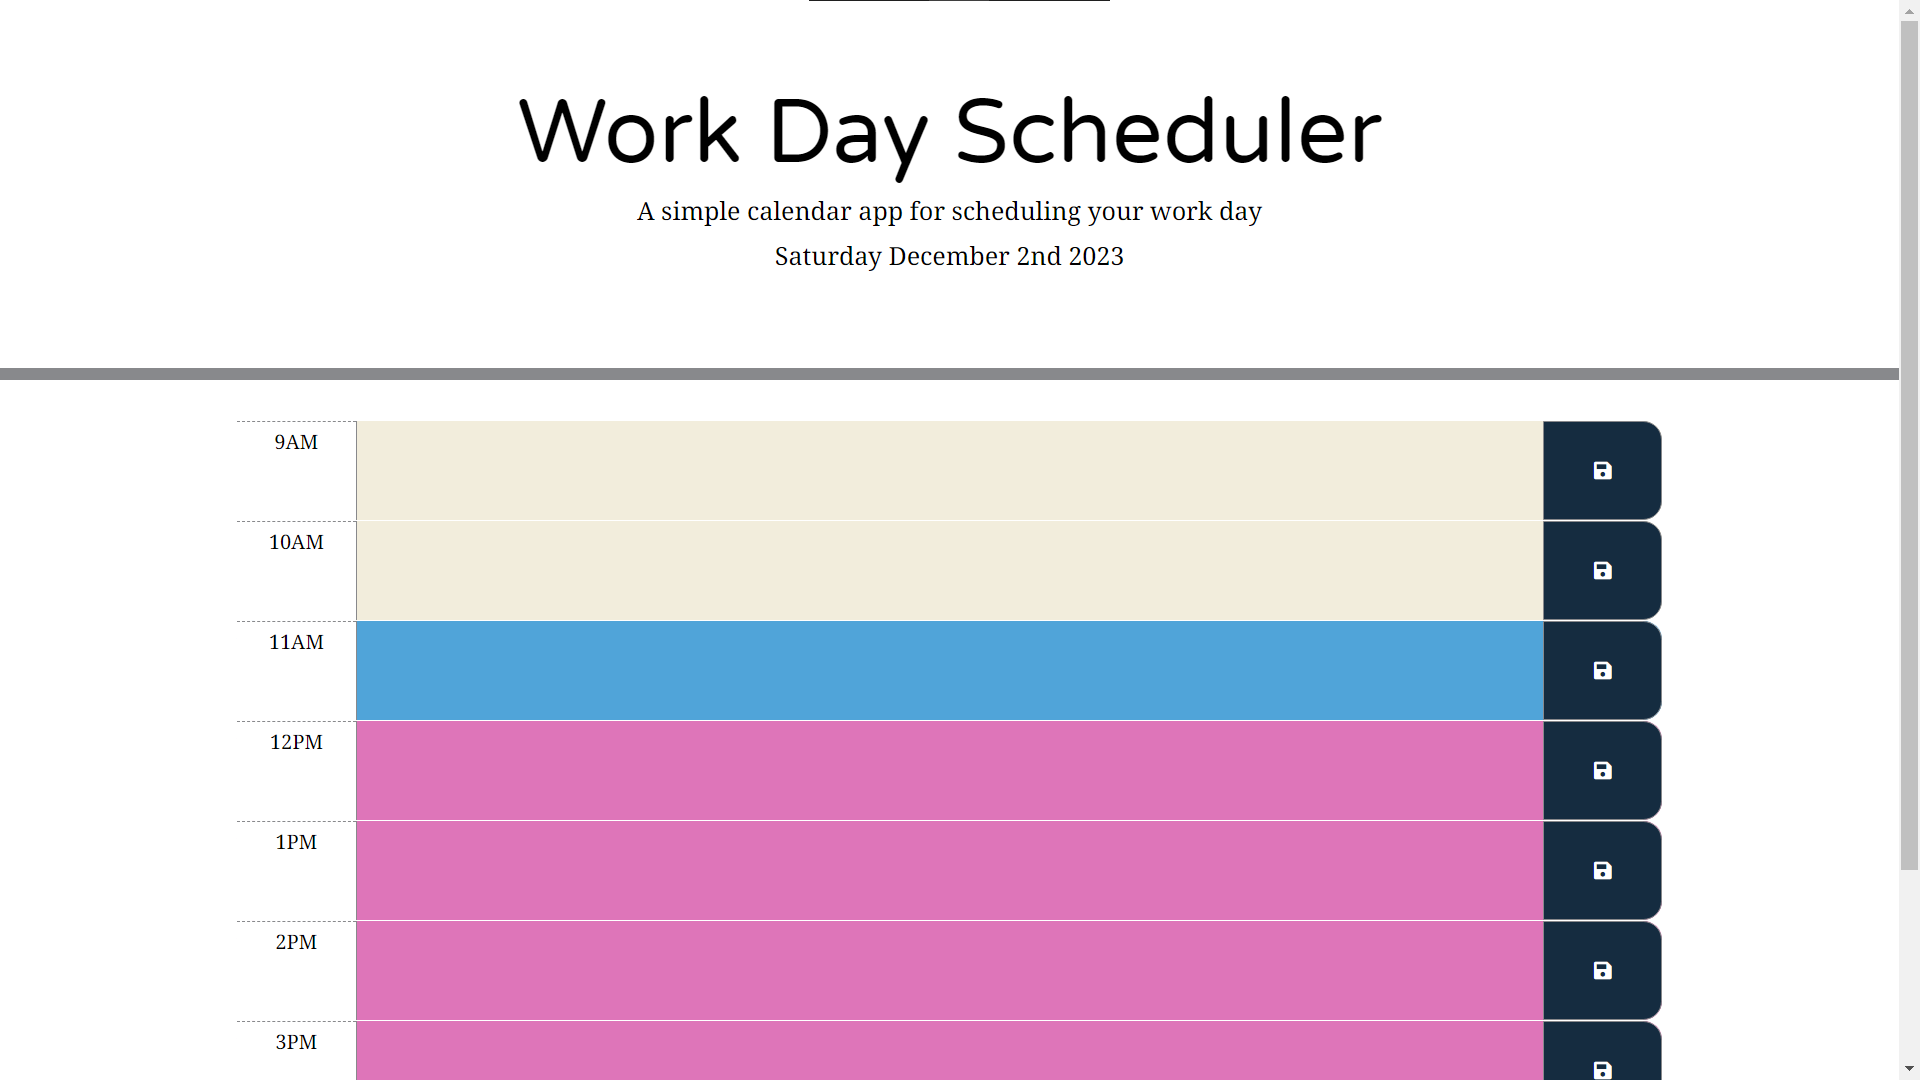 Work Day Scheduler
A simple calendar app for scheduling your work day
Saturday December 2nd 2023
9AM
10AM
11AM
12PM
1PM
2PM
3PM